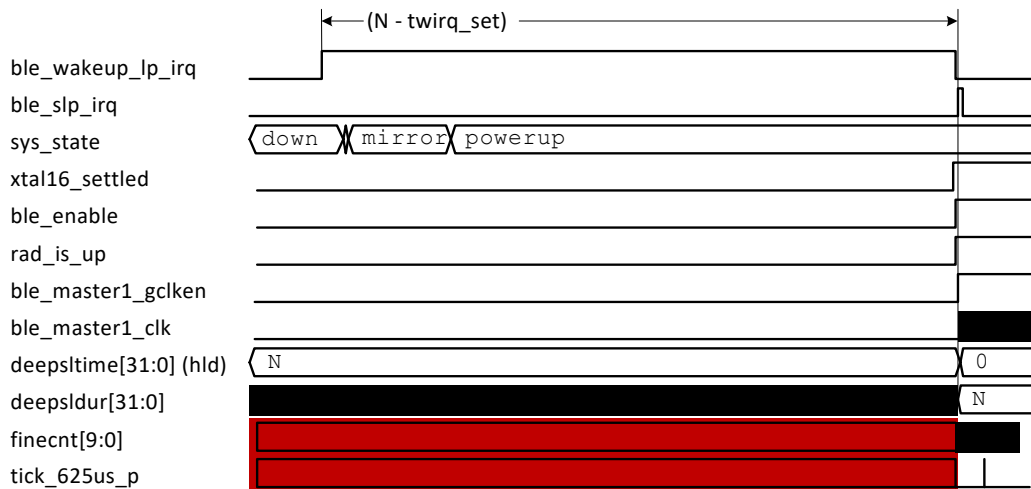 (N - twirq_set)
ble_wakeup_lp_irq
ble_slp_irq
sys_state down mirror powerup
xtal16_settled
ble_enable
rad_is_up
ble_master1_gclken
ble_master1_clk
deepsltime[31:0] (hld) N 0
deepsldur[31:0] N
finecnt[9:0]
tick_625us_p